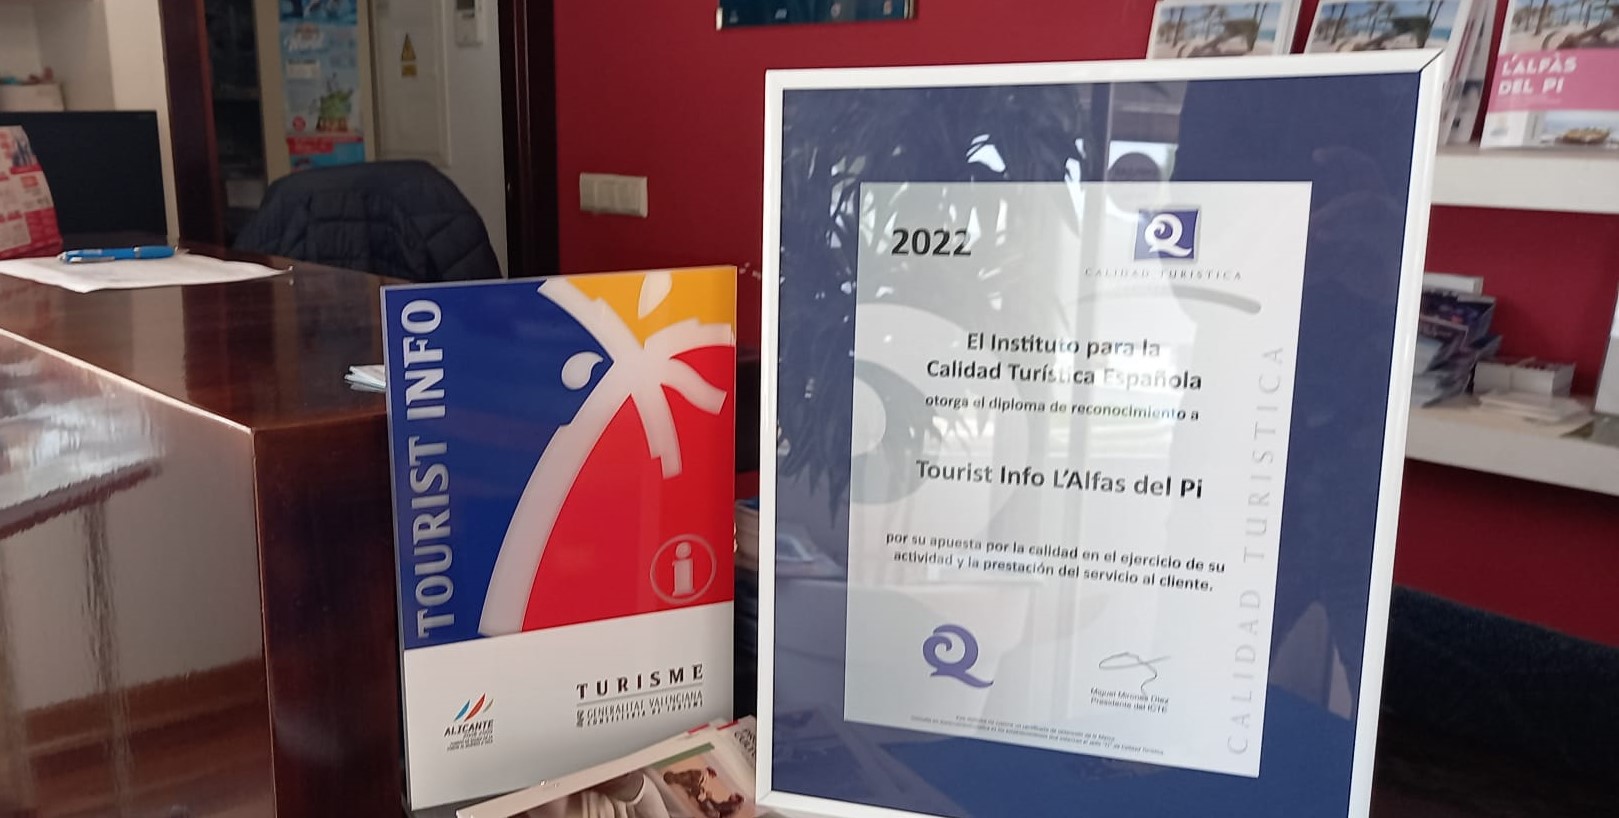 L'ALFÀS
DEL PI
TOURIST INFO
i
TURISME
GENERALITAT VALENCIANA
ALICANTE
2022
Q
CALIDAD TURISTICA
El Instituto para la
Calidad Turística Española
otorga el diploma de reconocimiento a
Tourist Info L'Alfas del Pi
por su apuesta por la calidad en el ejercicio de su
actividad y la prestación del servicio al cliente.
Q
Miguel Mirones Díez
Presidente del ICTE
CALIDAD TURISTICA